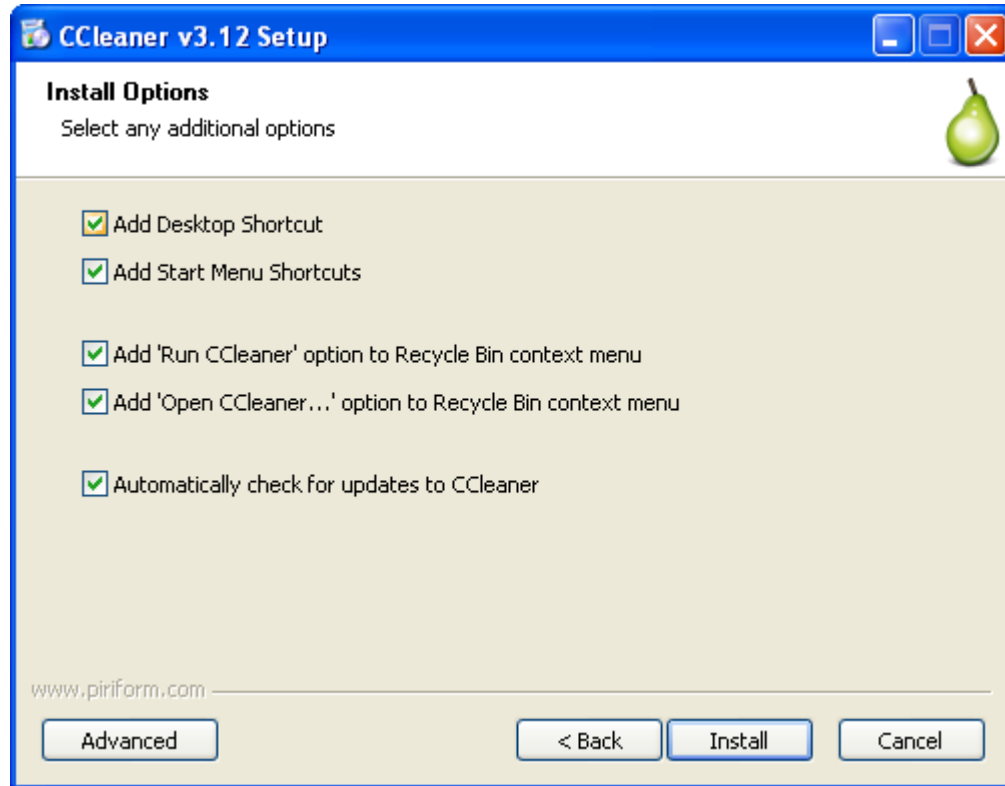 CCleaner v3.12 Setup
Install Options
Select any additional options
Add Desktop Shortcut
Add Start Menu Shortcuts
Add 'Run CCleaner' option to Recycle Bin context menu
Add 'Open CCleaner...' option to Recycle Bin context menu
Automatically check for updates to CCleaner
www.piriform.com
Advanced
< Back
Install
Cancel